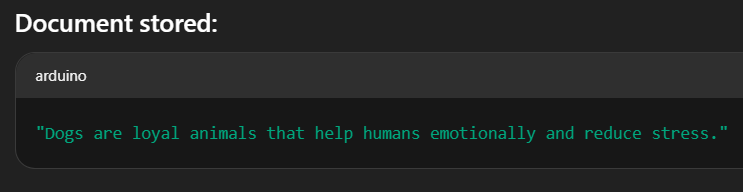 Document stored:
arduino
"Dogs are loyal animals that help humans emotionally and reduce stress."